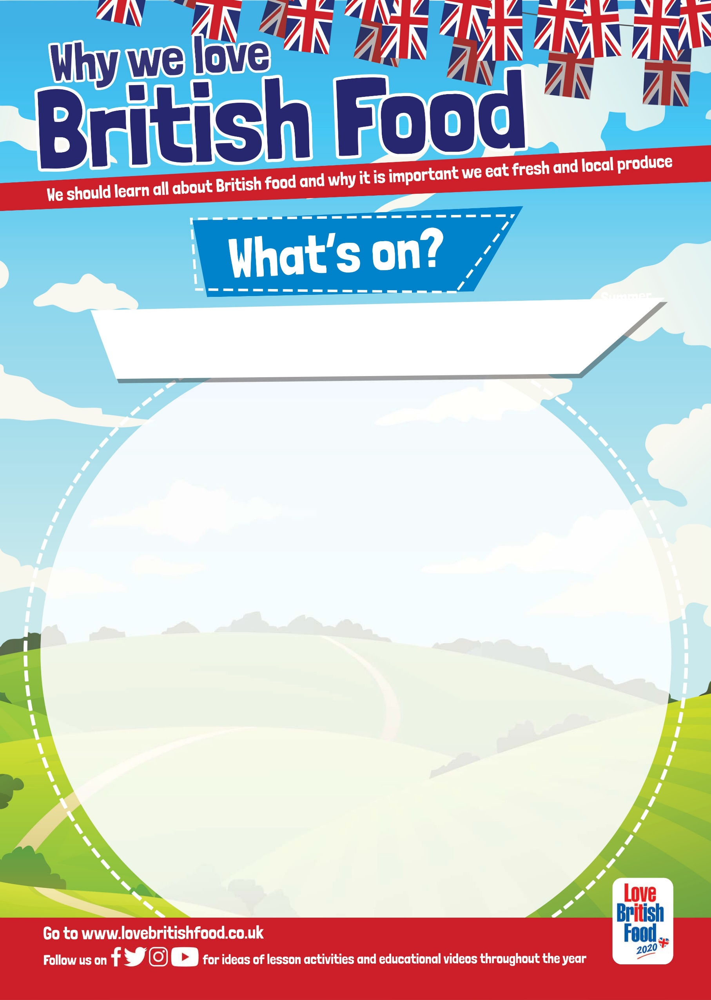 Why we love
British Food
We should learn all about British food and why it is important we eat fresh and local produce
What's on?
Summer
Go to www.lovebritishfood.co.uk
Follow us on for ideas of lesson activities and educational videos throughout the year
Love
British
Food
2020